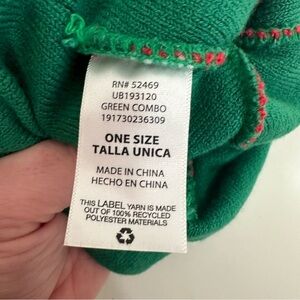 RN# 52469
UB193120
GREEN COMBO
191730236309
ONE SIZE
TALLA UNICA
MADE IN CHINA
HECHO EN CHINA
THIS LABEL YARN IS MADE
OUT OF 100% RECYCLED
POLYESTER MATERIALS